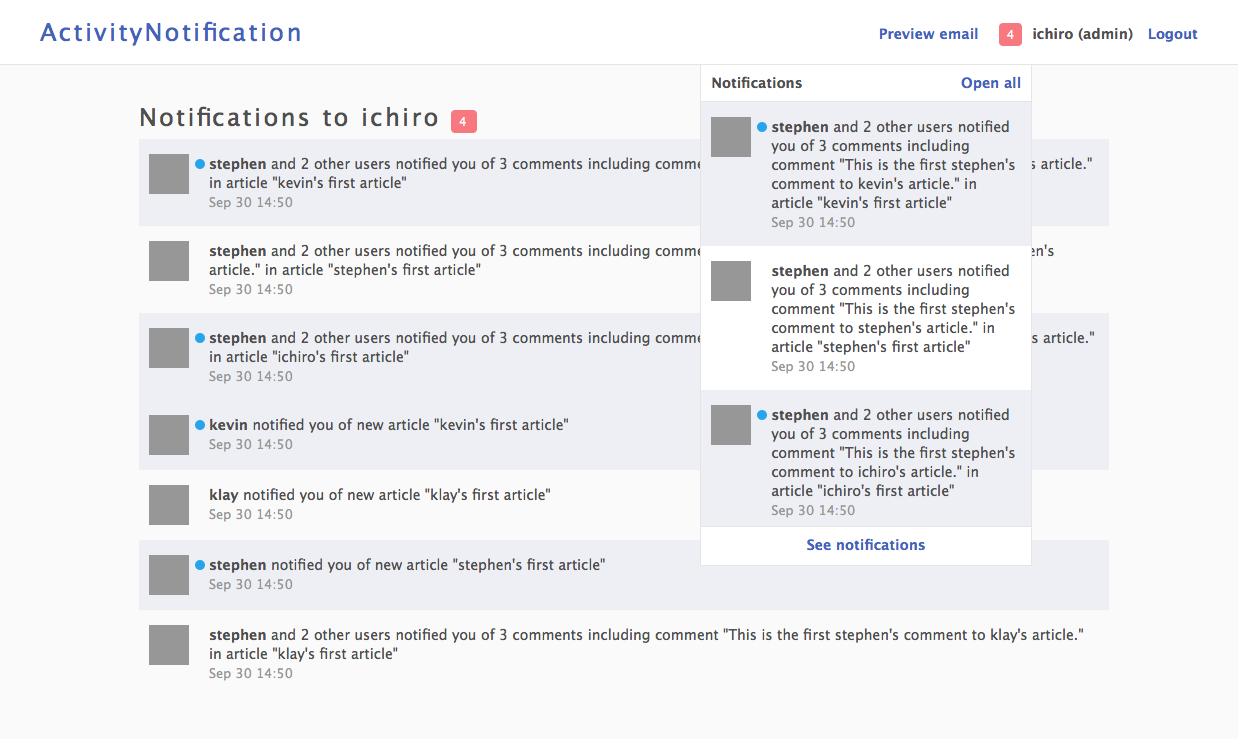 ActivityNotification
Preview email 4 ichiro (admin) Logout
Notifications to ichiro 4
stephen and 2 other users notified you of 3 comments including comme s article."
in article "kevin's first article"
Sep 30 14:50
stephen and 2 other users notified you of 3 comments including comme en's
article." in article "stephen's first article"
Sep 30 14:50
stephen and 2 other users notified you of 3 comments including comme s article."
in article "ichiro's first article"
Sep 30 14:50
kevin notified you of new article "kevin's first article"
Sep 30 14:50
klay notified you of new article "klay's first article"
Sep 30 14:50
stephen notified you of new article "stephen's first article"
Sep 30 14:50
stephen and 2 other users notified you of 3 comments including comment "This is the first stephen's comment to klay's article."
in article "klay's first article"
Sep 30 14:50
Notifications Open all
stephen and 2 other users notified
you of 3 comments including
comment "This is the first stephen's
comment to kevin's article." in
article "kevin's first article"
Sep 30 14:50
stephen and 2 other users notified
you of 3 comments including
comment "This is the first stephen's
comment to stephen's article." in
article "stephen's first article"
Sep 30 14:50
stephen and 2 other users notified
you of 3 comments including
comment "This is the first stephen's
comment to ichiro's article." in
article "ichiro's first article"
Sep 30 14:50
See notifications